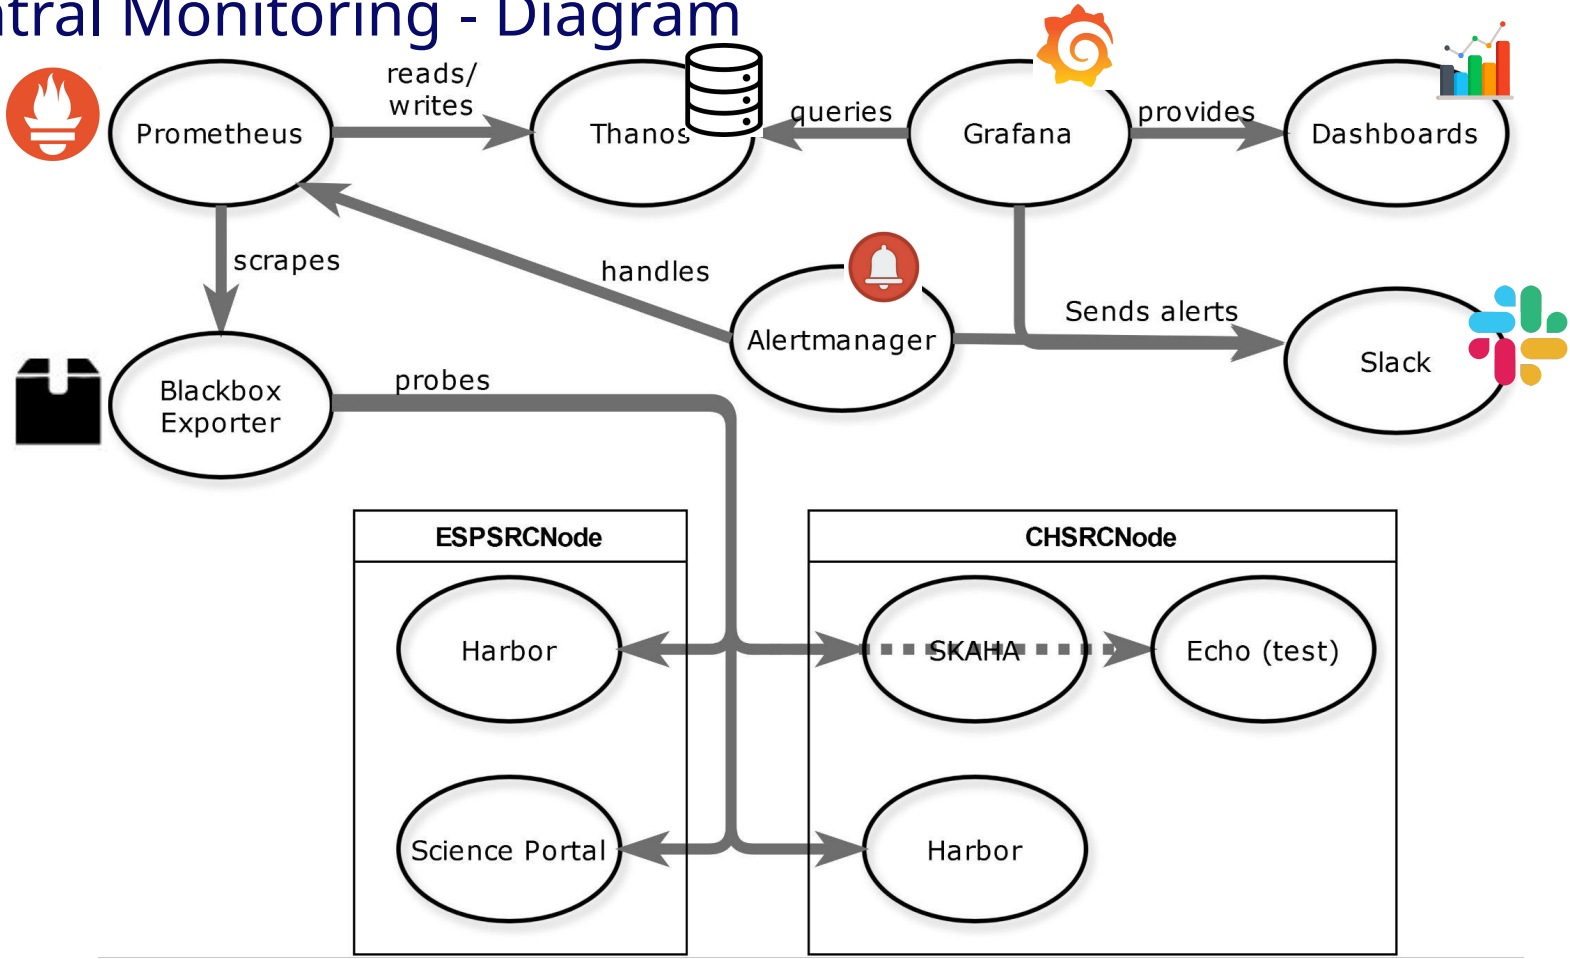 ntral Monitoring - Diagram
reads/
writes
Prometheus
Thanos
queries
Grafana
provides
Dashboards
scrapes
handles
Alertmanager
Sends alerts
Slack
Blackbox
Exporter
probes
ESPSRCNode
CHSRCNode
Harbor
SKAHA
Echo (test)
Science Portal
Harbor